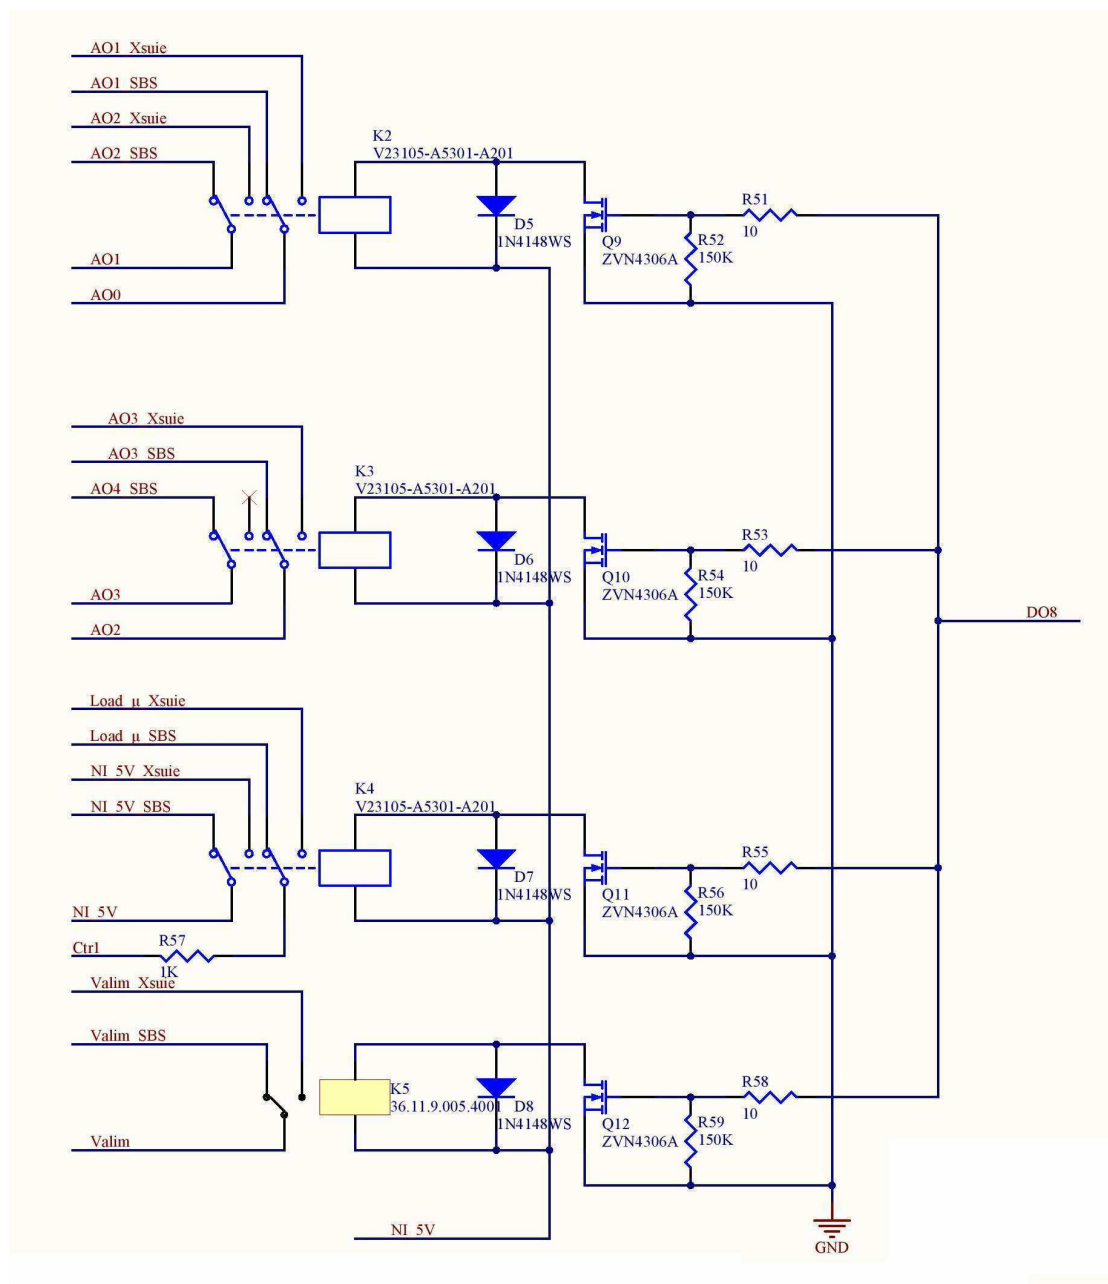 AO1 Xsuie
AO1 SBS
AO2 Xsuie
AO2 SBS
AO1
AO0
K2
V23105-A5301-A201
D5
1N4148WS
Q9
ZVN4306A
R51
10
R52
150K
AO3 Xsuie
AO3 SBS
AO4 SBS
AO3
AO2
K3
V23105-A5301-A201
D6
1N4148WS
Q10
ZVN4306A
R53
10
R54
150K
DO8
Load µ Xsuie
Load µ SBS
NI 5V Xsuie
NI 5V SBS
NI 5V
Ctrl
R57
1K
K4
V23105-A5301-A201
D7
1N4148WS
Q11
ZVN4306A
R55
10
R56
150K
Valim Xsuie
Valim SBS
Valim
K5
36.11.9.005.4001
D8
1N4148WS
Q12
ZVN4306A
R58
10
R59
150K
NI 5V
GND